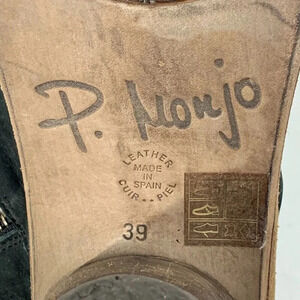 P. Monjo
LEATHER
MADE
IN
SPAIN
CUIR • • PIEL
39